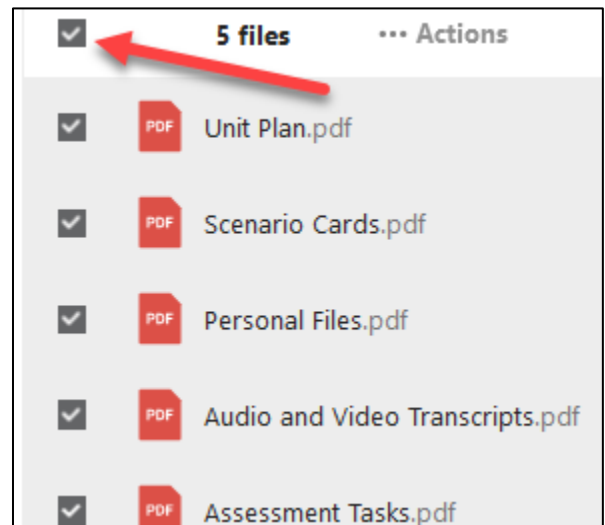 5 files ··· Actions
PDF Unit Plan.pdf
PDF Scenario Cards.pdf
PDF Personal Files.pdf
PDF Audio and Video Transcripts.pdf
PDF Assessment Tasks.pdf